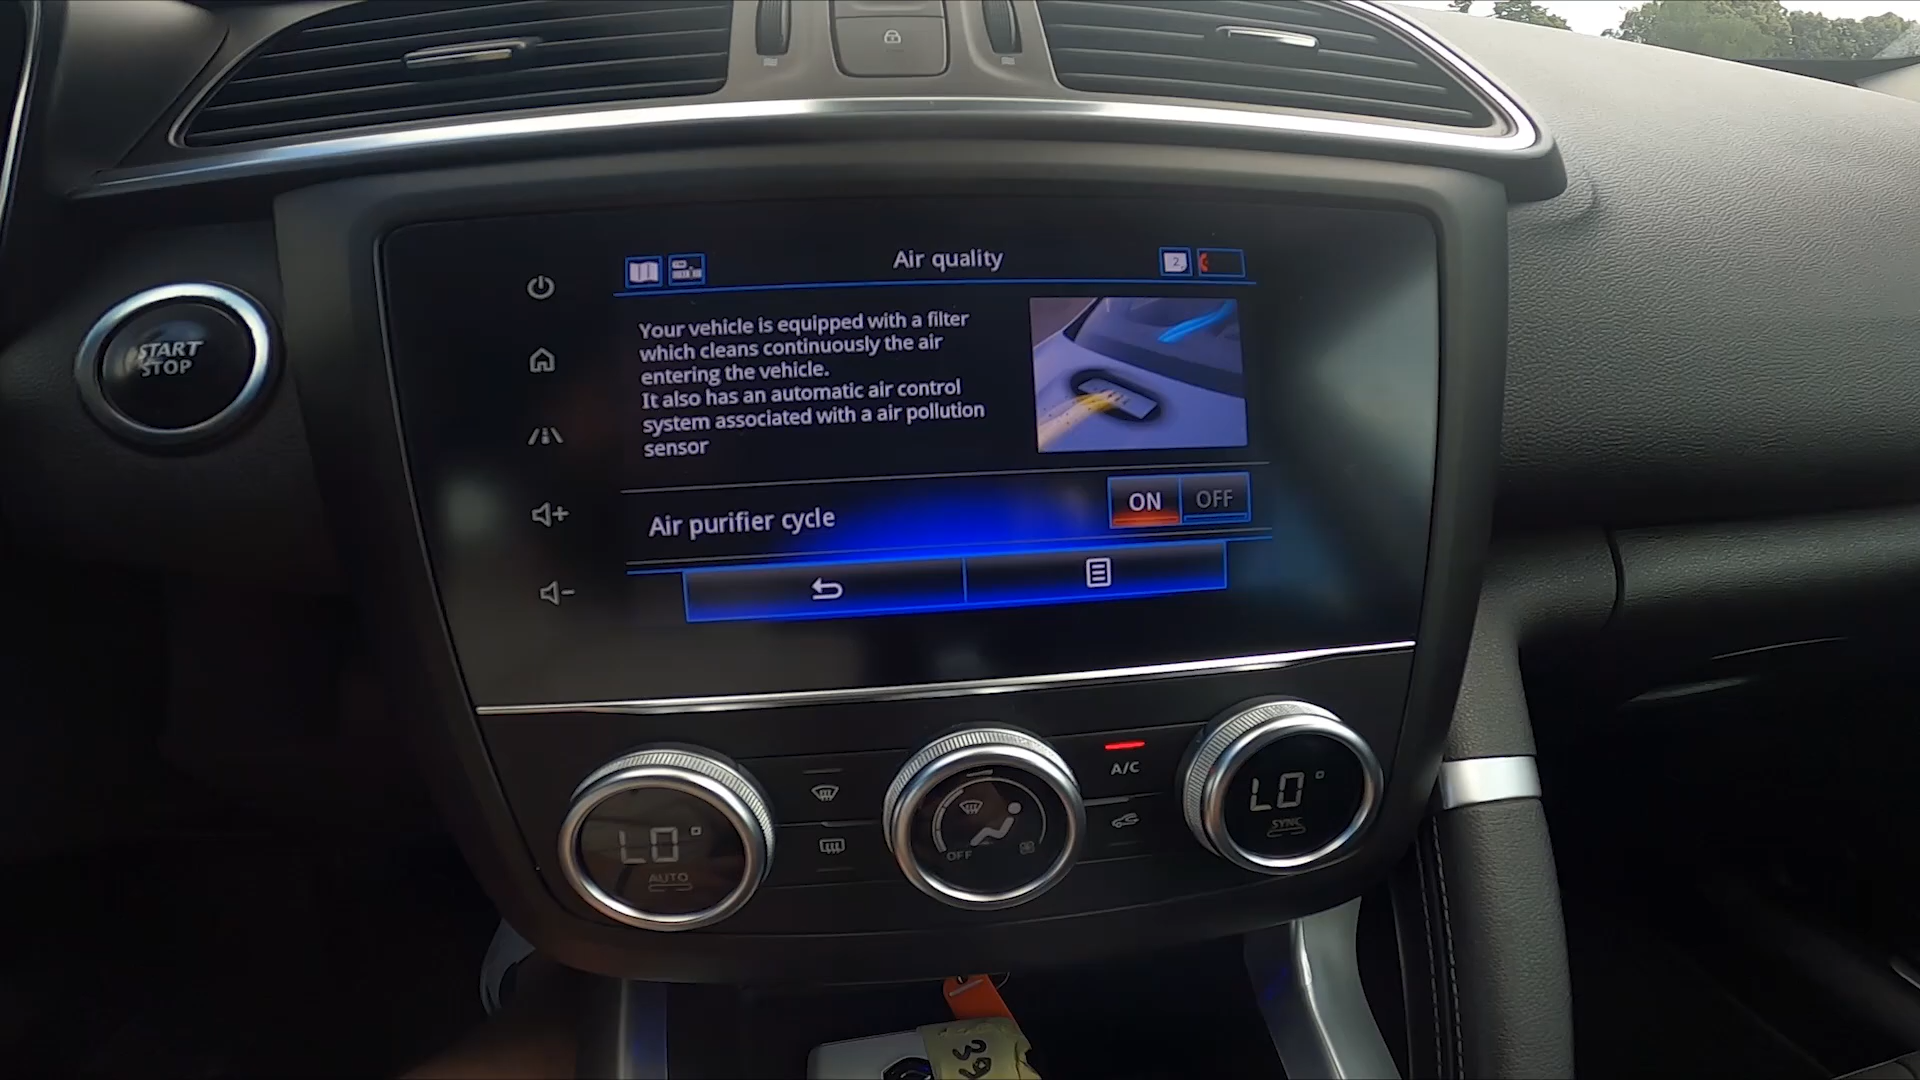 START
STOP
Air quality
2
Your vehicle is equipped with a filter
which cleans continuously the air
entering the vehicle.
It also has an automatic air control
system associated with a air pollution
sensor
Air purifier cycle
ON
OFF
A/C
LO°
AUTO
OFF
LO°
SYNC